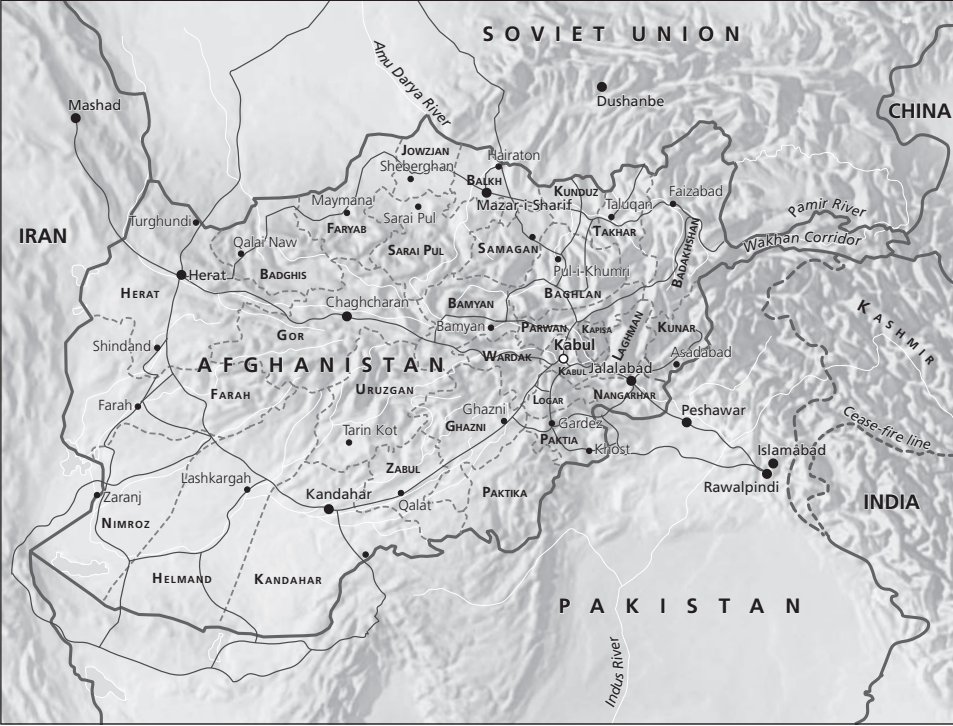 SOVIET UNION
Amu Darya River
Dushanbe
Mashad
CHINA
JOWZJAN
Sheberghan
Hairaton
BALKH
Mazar-i-Sharif
KUNDUZ
Taluqan
Faizabad
Maymana
FARYAB
Sarai Pul
TAKHAR
Pamir River
Turghundi
IRAN
Qalai Naw
SARAI PUL
SAMAGAN
BADAKHSHAN
Wakhan Corridor
Herat
BADGHIS
Pul-i-Khumri
HERAT
Chaghcharan
BAMYAN
BAGHLAN
KASHMIR
GOR
Bamyan
PARWAN
KAPISA
LAGHMAN
KUNAR
Shindand
Kabul
WARDAK
Asadabad
AFGHANISTAN
KABUL
Jalalabad
FARAH
URUZGAN
LOGAR
NANGARHAR
Farah
Ghazni
Peshawar
Cease-fire line
GHAZNI
Gardez
Tarin Kot
PAKTIA
Khost
Islamabad
ZABUL
Lashkargah
Rawalpindi
Zaranj
Kandahar
Qalat
PAKTIKA
INDIA
NIMROZ
HELMAND
KANDAHAR
PAKISTAN
Indus River